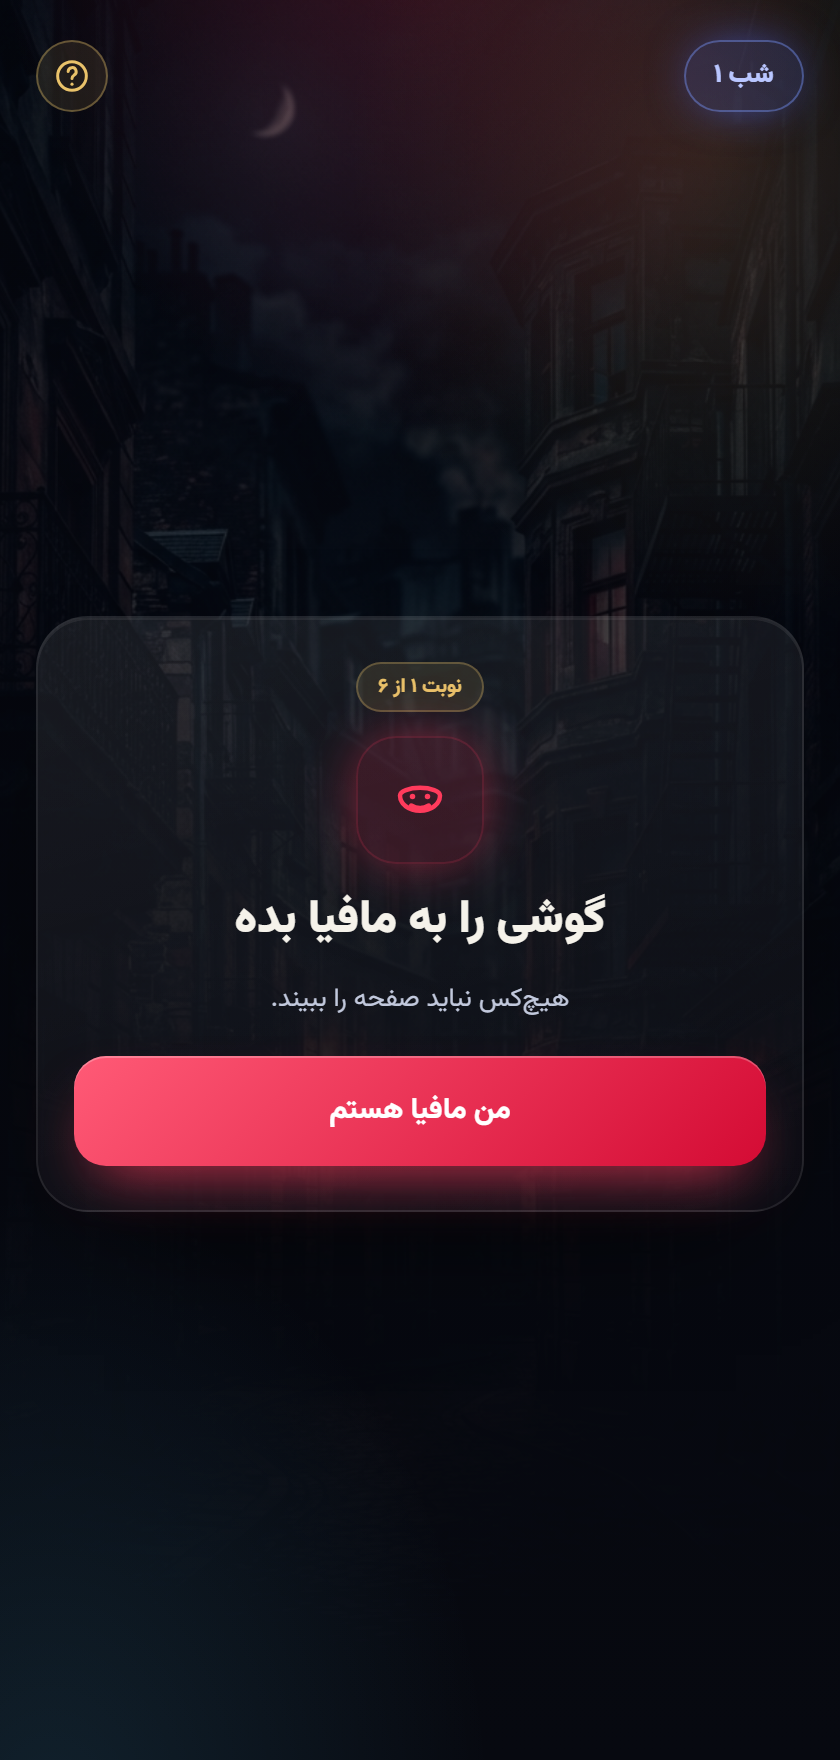 شب ۱
نوبت ۱ از ۶
گوشی را به مافیا بده
هیچ‌کس نباید صفحه را ببیند.
من مافیا هستم